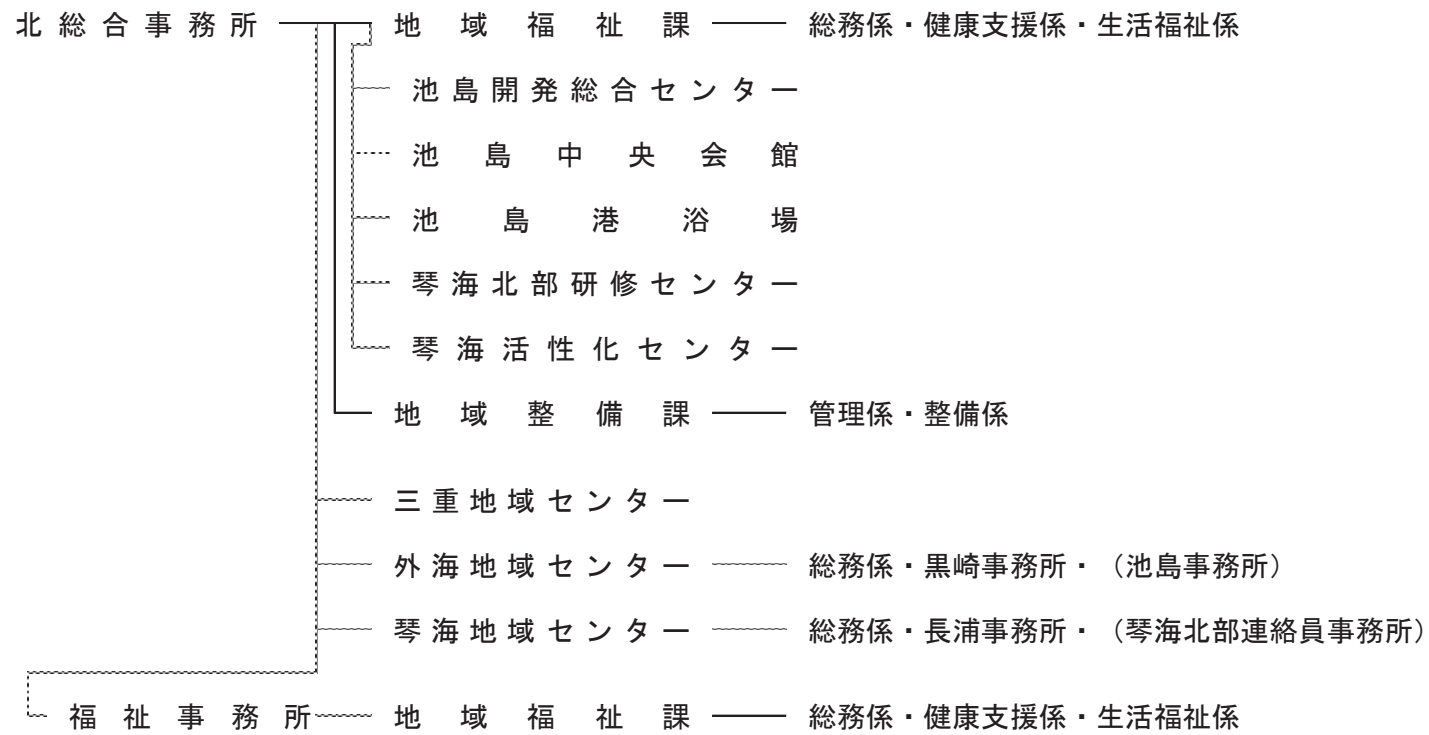 北総合事務所 地域福祉課 総務係・健康支援係・生活福祉係
池島開発総合センター
池島中央会館
池島港浴場
琴海北部研修センター
琴海活性化センター
地域整備課 管理係・整備係
三重地域センター
外海地域センター 総務係・黒崎事務所・（池島事務所）
琴海地域センター 総務係・長浦事務所・（琴海北部連絡員事務所）
福祉事務所 地域福祉課 総務係・健康支援係・生活福祉係